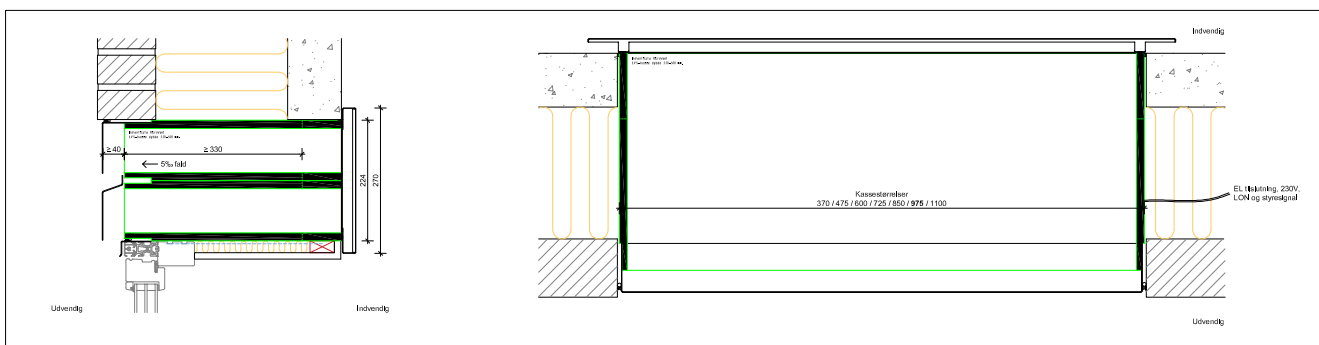 ≥ 40
≥ 330
5‰ fald
224
270
Udvendig
Indvendig
Indvendig
Kassestørrelser
370 / 475 / 600 / 725 / 850 / 975 / 1100
EL tilslutning, 230V,
LON og styresignal
Udvendig